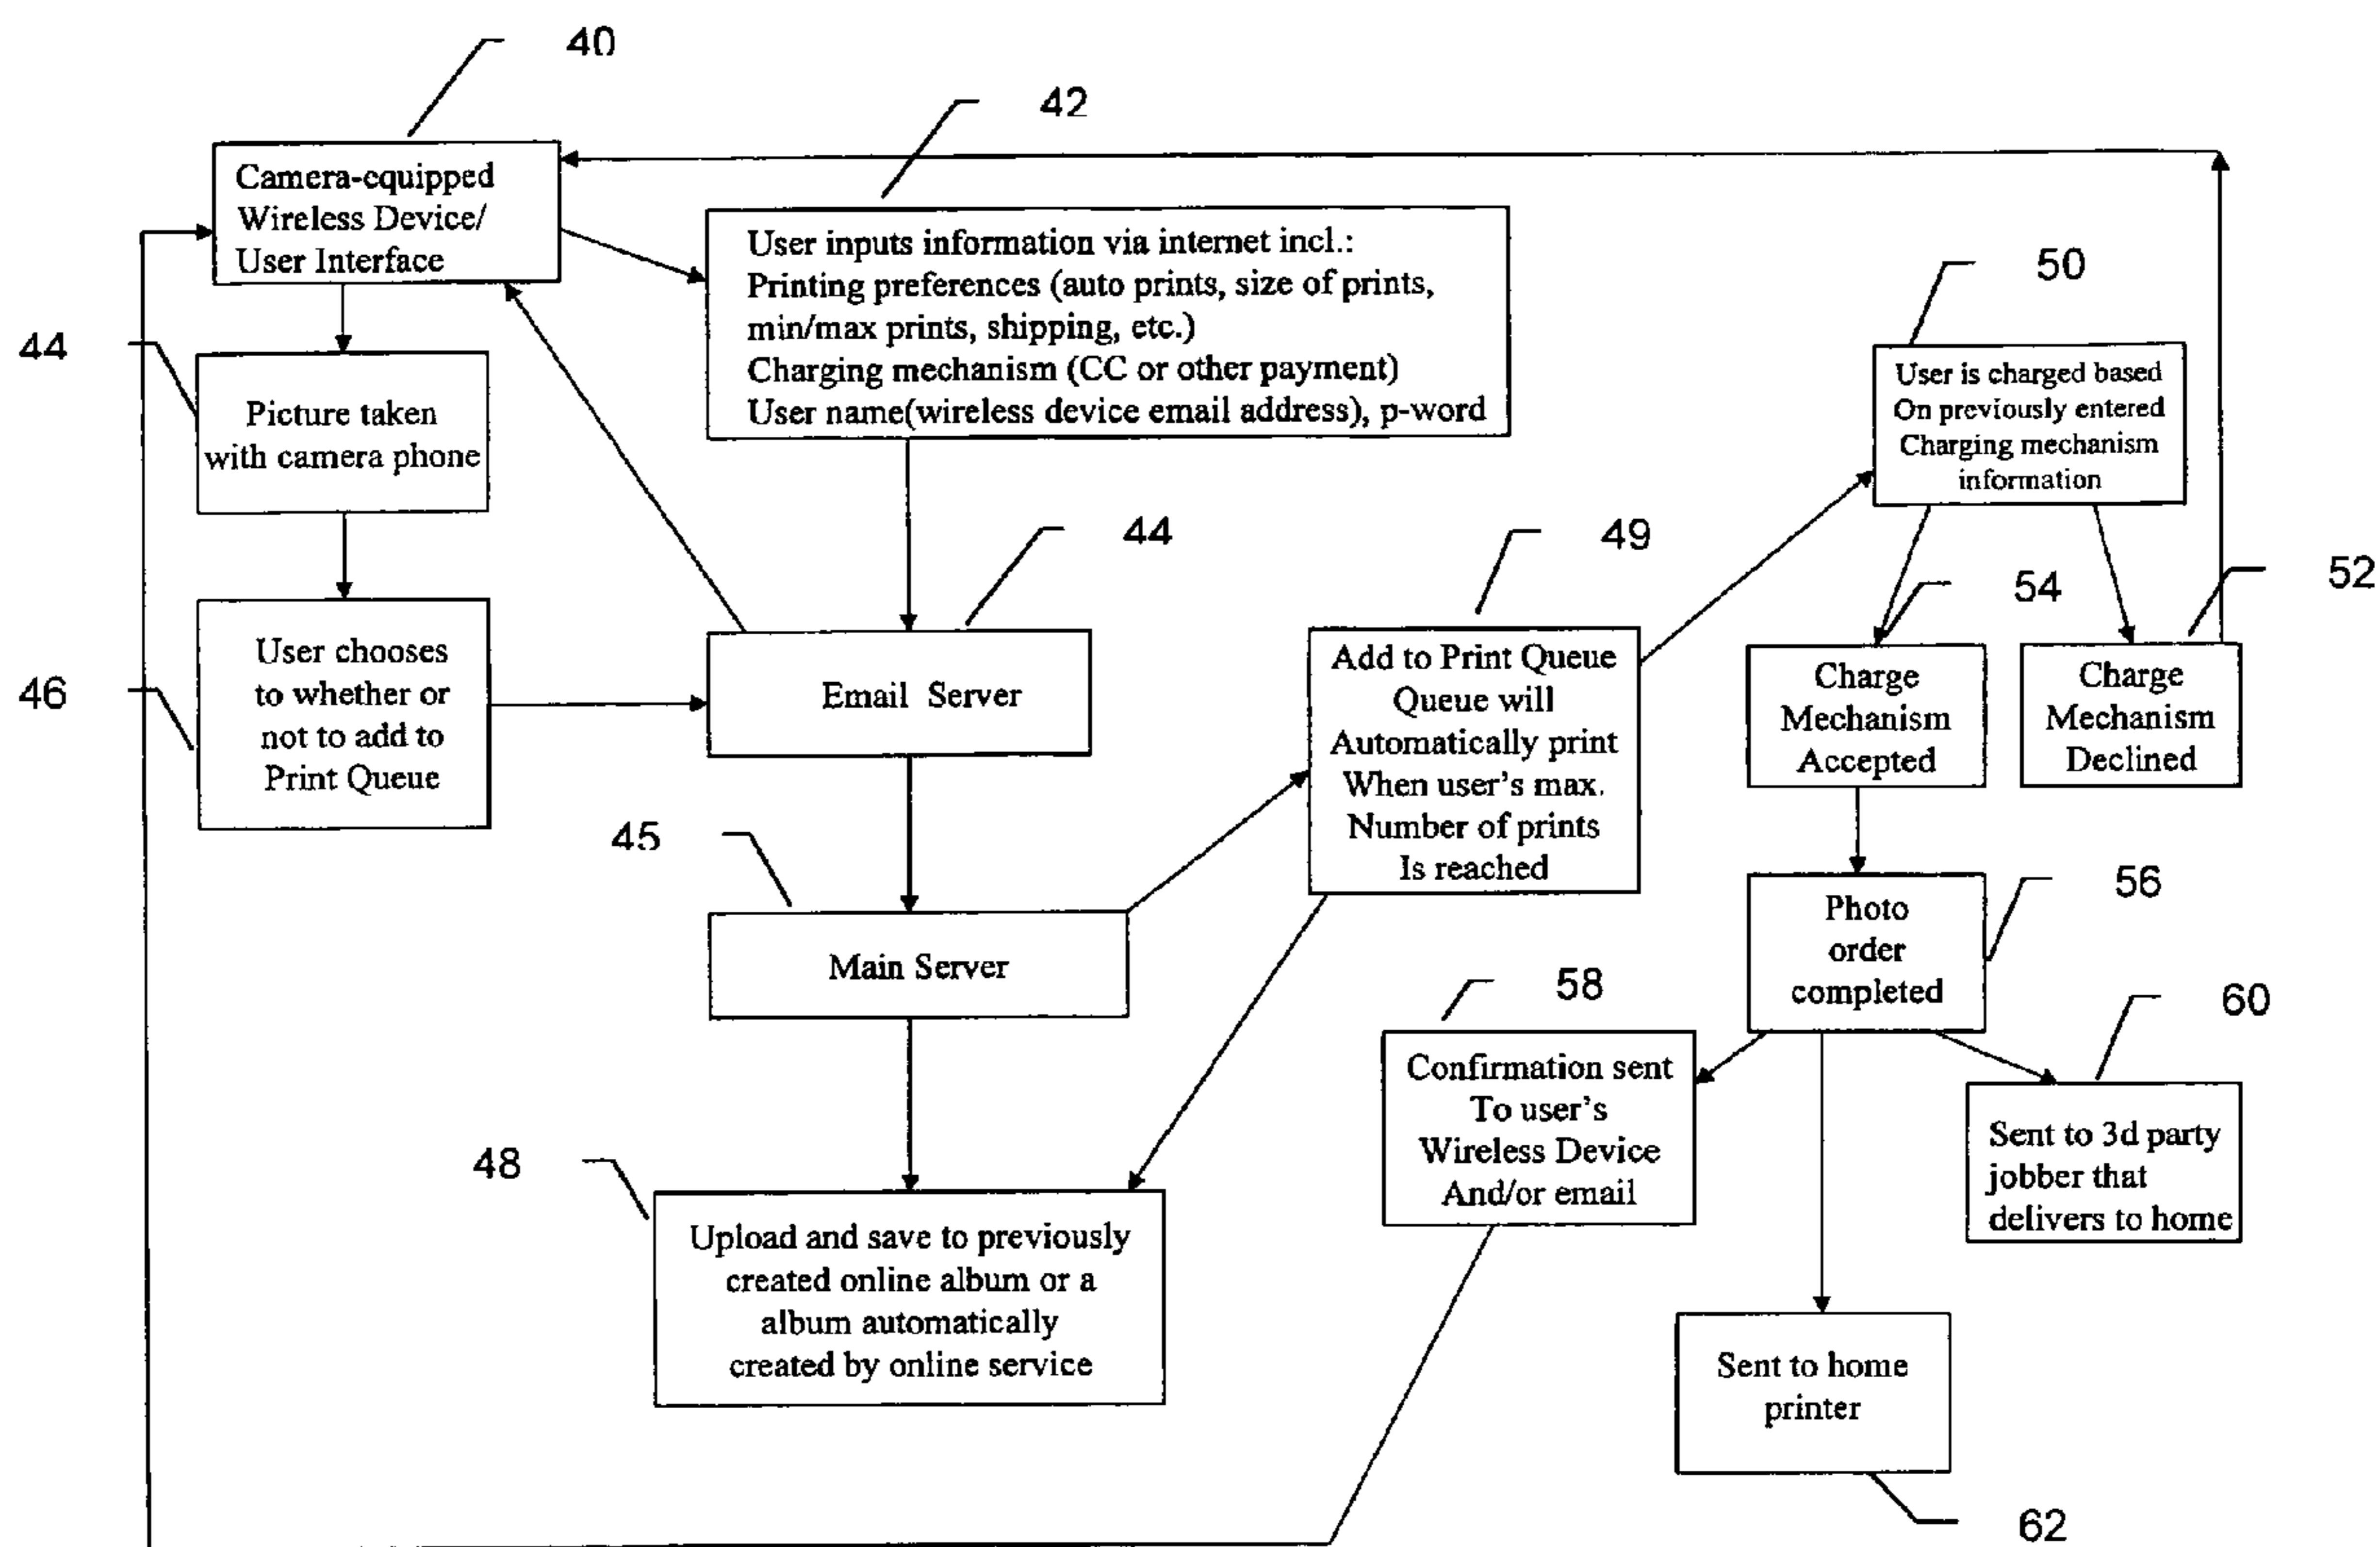 40
42
Camera-equipped
Wireless Device/
User Interface
User inputs information via internet incl.:
Printing preferences (auto prints, size of prints,
min/max prints, shipping, etc.)
Charging mechanism (CC or other payment)
User name(wireless device email address), p-word
50
User is charged based
On previously entered
Charging mechanism
information
44
Picture taken
with camera phone
44
49
54
52
46
User chooses
to whether or
not to add to
Print Queue
Email Server
Add to Print Queue
Queue will
Automatically print
When user's max.
Number of prints
Is reached
Charge
Mechanism
Accepted
Charge
Mechanism
Declined
45
Main Server
56
Photo
order
completed
58
Confirmation sent
To user's
Wireless Device
And/or email
60
Sent to 3d party
jobber that
delivers to home
48
Upload and save to previously
created online album or a
album automatically
created by online service
Sent to home
printer
62